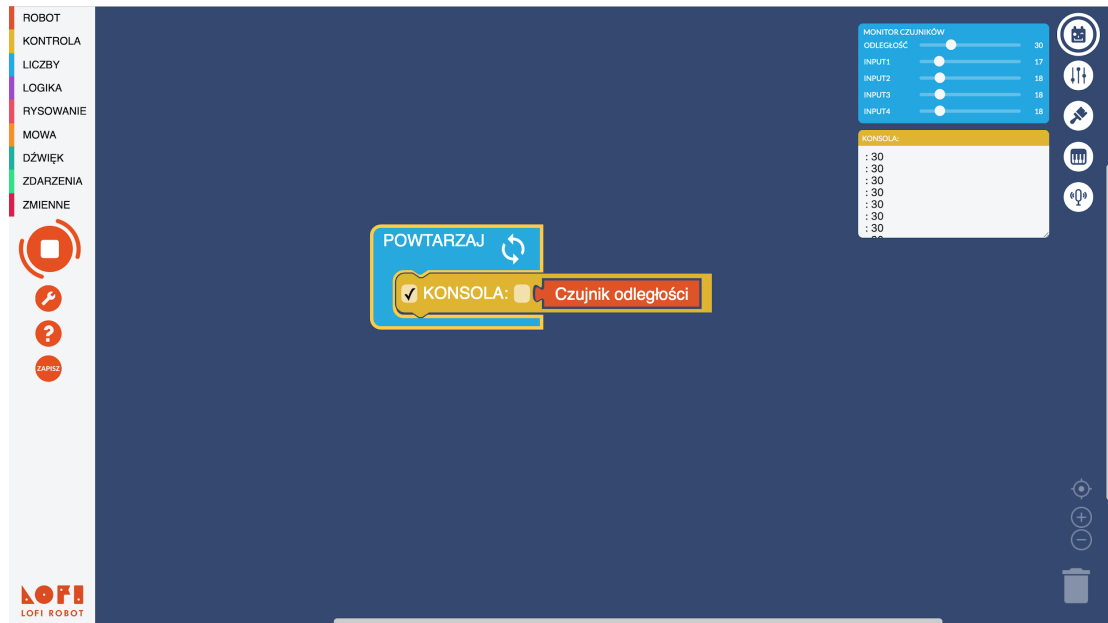 ROBOT
KONTROLA
LICZBY
LOGIKA
RYSOWANIE
MOWA
DŹWIĘK
ZDARZENIA
ZMIENNE
?
ZAPISZ
LOFI
LOFI ROBOT
POWTARZAJ
KONSOLA: Czujnik odległości
MONITOR CZUJNIKÓW
ODLEGŁOŚĆ 30
INPUT1 17
INPUT2 18
INPUT3 18
INPUT4 18
KONSOLA:
: 30
: 30
: 30
: 30
: 30
: 30
: 30